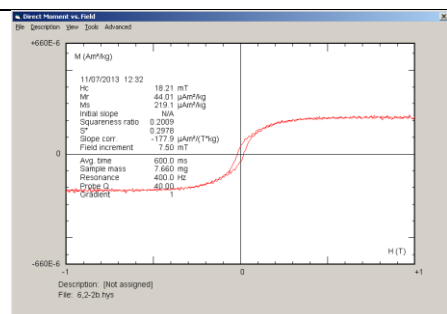 Direct Moment vs. Field
File Description View Tools Advanced
+660E-6
M (Am²/kg)
11/07/2013 12:32
Hc 18.21 mT
Mr 44.01 µAm²/kg
Ms 219.1 µAm²/kg
Initial slope N/A
Squareness ratio 0.2009
S* 0.2978
Slope corr. -177.9 µAm²/(T*kg)
Field increment 7.50 mT
0
Avg. time 600.0 ms
Sample mass 7.660 mg
Resonance 400.0 Hz
Probe Q 40.00
Gradient 1
H (T)
-660E-6
-1 0 +1
Description: [Not assigned]
File: 6,2-2b.hys